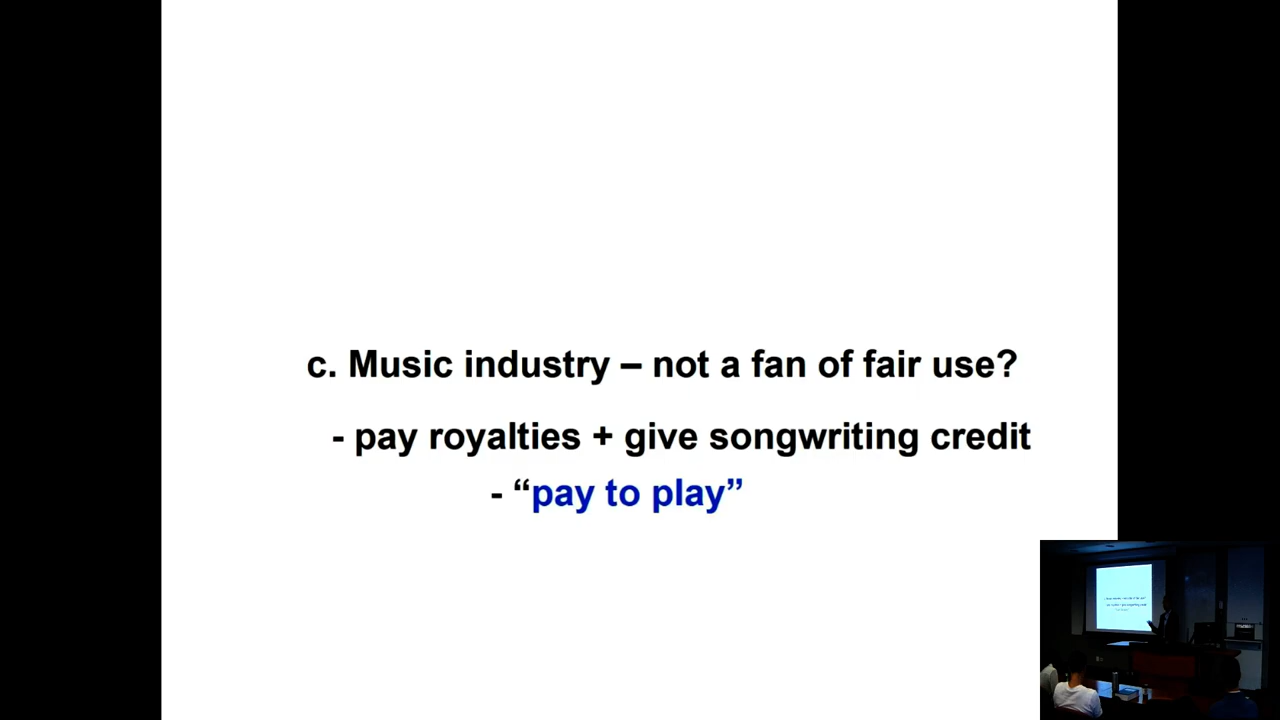 c. Music industry – not a fan of fair use?
- pay royalties + give songwriting credit
- “pay to play”